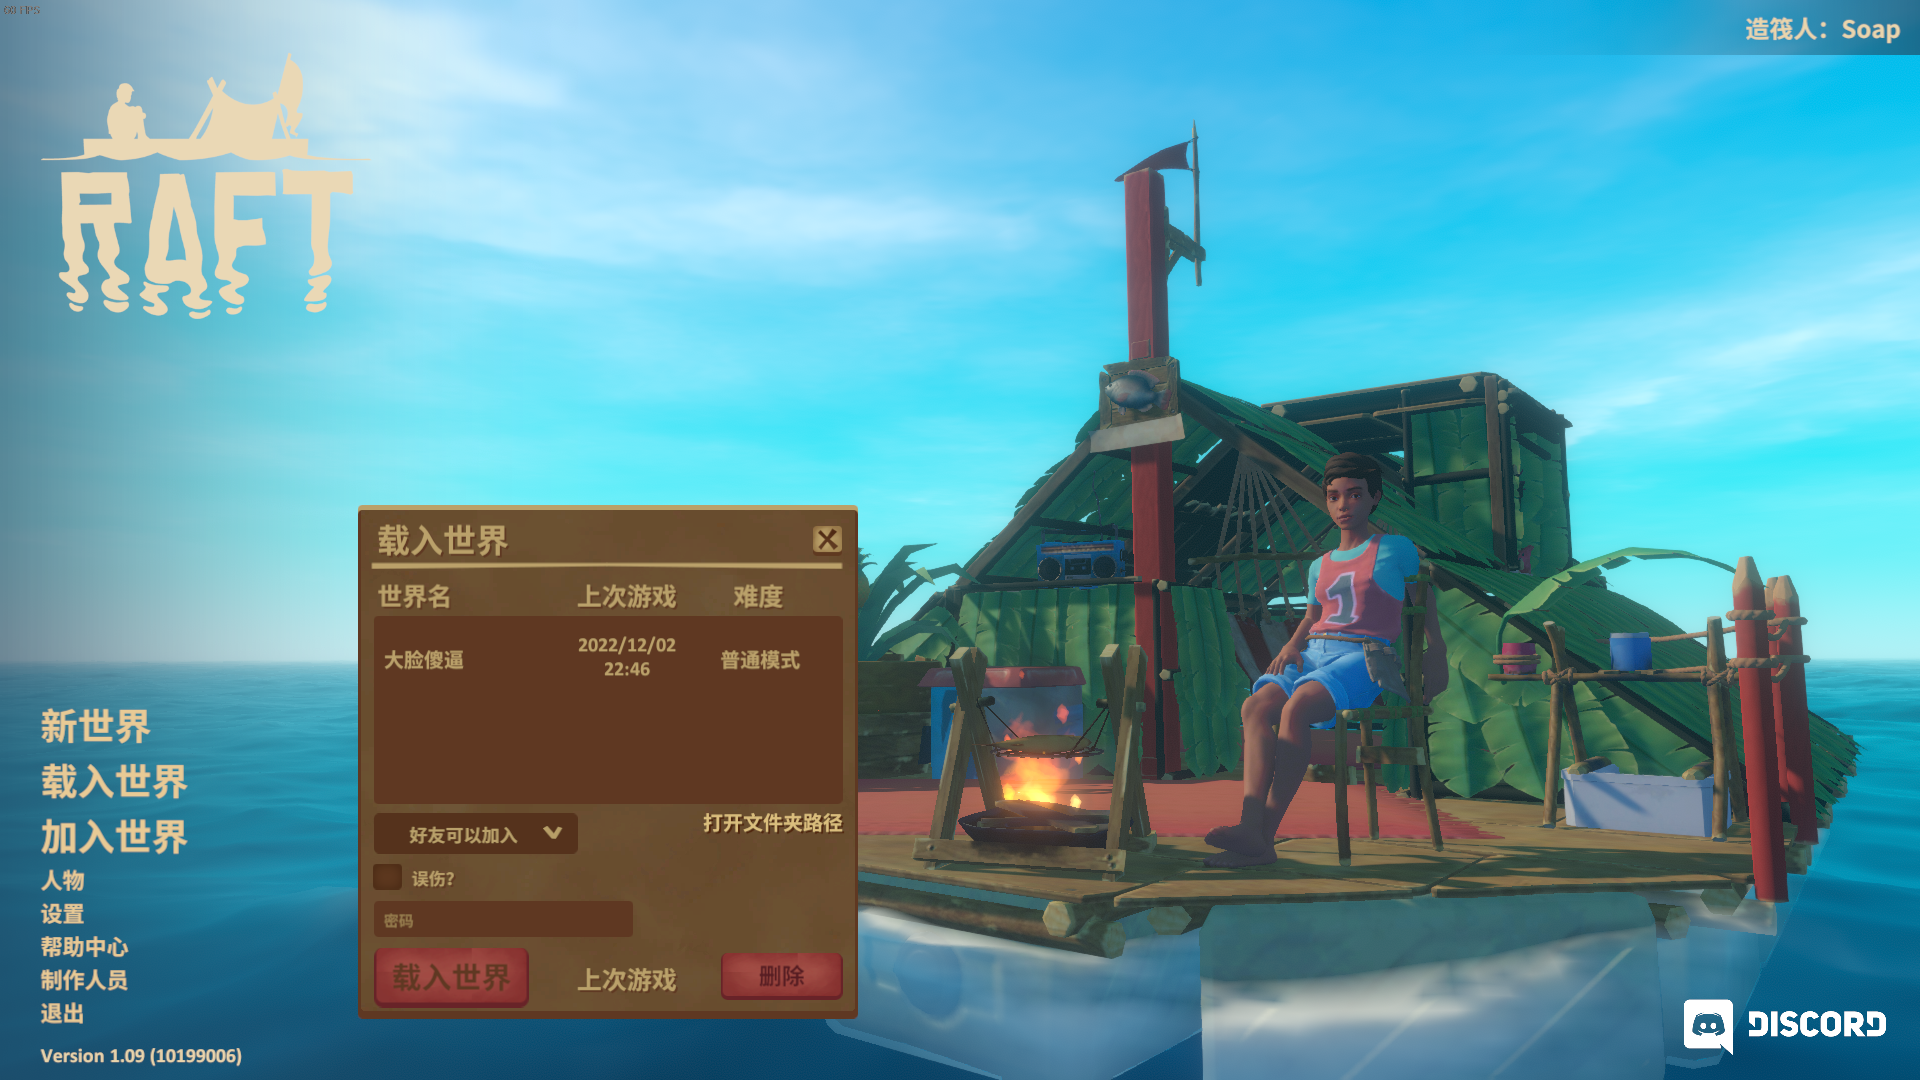 60 FPS
造筏人：Soap
RAFT
载入世界
世界名 上次游戏 难度
大脸傻逼 2022/12/02 22:46 普通模式
好友可以加入
打开文件夹路径
误伤?
密码
载入世界 上次游戏 删除
新世界
载入世界
加入世界
人物
设置
帮助中心
制作人员
退出
Version 1.09 (10199006)
1
DISCORD